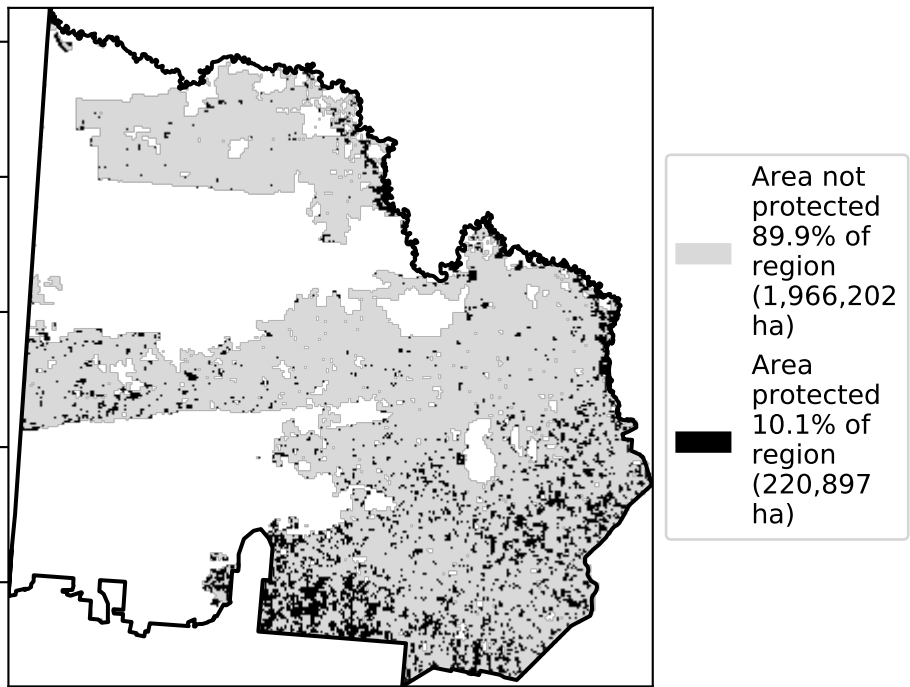 Area not
protected
89.9% of
region
(1,966,202
ha)
Area
protected
10.1% of
region
(220,897
ha)